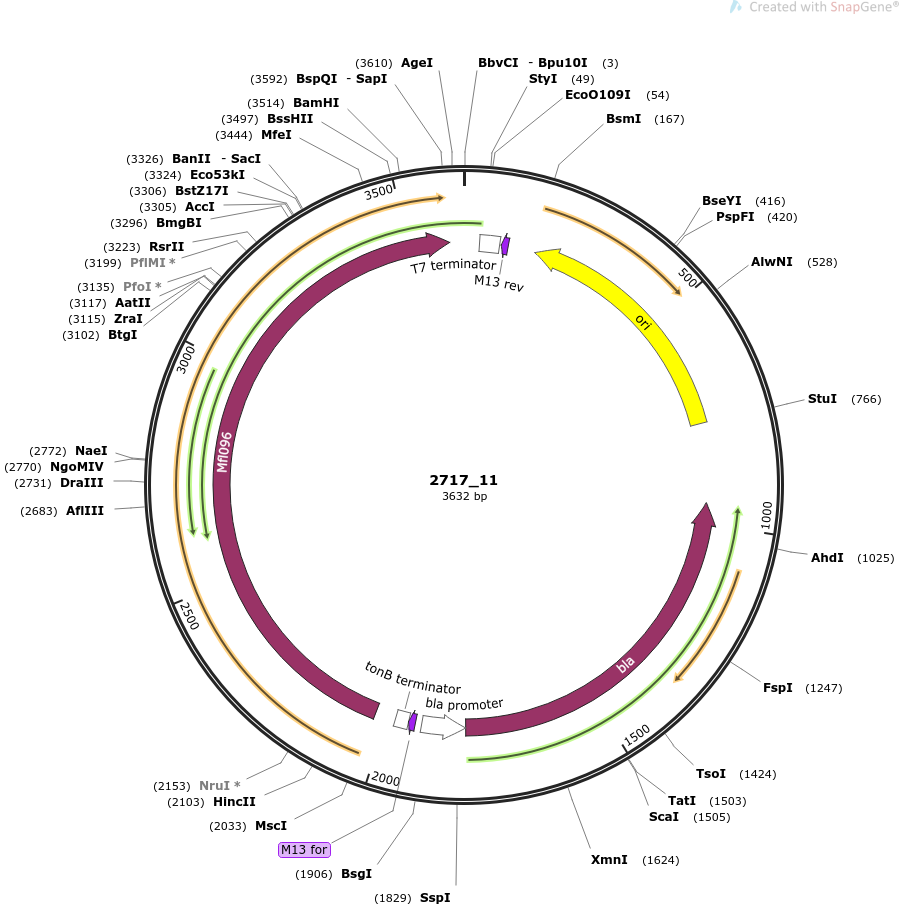 Created with SnapGene®
(3610) AgeI
BbvCI - Bpu10I (3)
(3592) BspQI - SapI
StyI (49)
(3514) BamHI
EcoO109I (54)
(3497) BssHII
BsmI (167)
(3444) MfeI
(3326) BanII - SacI
(3324) Eco53kI
(3306) BstZ17I
(3305) AccI
(3296) BmgBI
(3223) RsrII
(3199) PflMI *
(3135) PfoI *
(3117) AatII
(3115) ZraI
(3102) BtgI
BseYI (416)
PspFI (420)
AlwNI (528)
StuI (766)
3500
500
3000
T7 terminator
M13 rev
ori
Mfl096
(2772) NaeI
(2770) NgoMIV
(2731) DraIII
(2683) AflIII
2717_11
3632 bp
1000
AhdI (1025)
2500
bla
tonB terminator
bla promoter
FspI (1247)
1500
2000
TsoI (1424)
TatI (1503)
ScaI (1505)
XmnI (1624)
(2153) NruI *
(2103) HincII
(2033) MscI
M13 for
(1906) BsgI
(1829) SspI